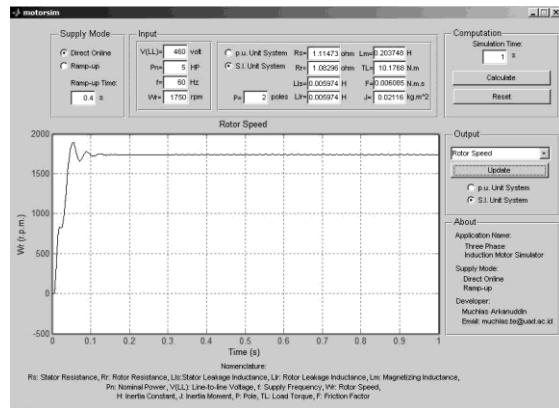 motorsim
Supply Mode
Direct Online
Ramp-up
Ramp-up Time:
0.4 s
Input
V(LL)= 460 volt
Pn= 5 HP
f= 60 Hz
Wr= 1750 rpm
p.u. Unit System
S.I. Unit System
P= 2 poles
Rs= 1.11473 ohm
Rr= 1.08296 ohm
Lls= 0.005974 H
Llr= 0.005974 H
Lm= 0.203748 H
TL= 10.1768 N.m
F= 0.006085 N.m.s
J= 0.02116 kg.m^2
Computation
Simulation Time:
1 s
Calculate
Reset
Rotor Speed
2000
1500
1000
500
0
-500
Wr (r.p.m.)
0 0.1 0.2 0.3 0.4 0.5 0.6 0.7 0.8 0.9 1
Time (s)
Output
Rotor Speed
Update
p.u. Unit System
S.I. Unit System
About
Application Name:
Three Phase
Induction Motor Simulator
Supply Mode:
Direct Online
Ramp-up
Developer:
Muchlas Arkanuddin
Email: muchlas.te@uad.ac.id
Nomenclature:
Rs: Stator Resistance, Rr: Rotor Resistance, Lls:Stator Leakage Inductance, Llr: Rotor Leakage Inductance, Lm: Magnetizing Inductance,
Pn: Nominal Power, V(LL): Line-to-line Voltage, f: Supply Frequency, Wr: Rotor Speed,
H: Inertia Constant, J: Inertia Moment, P: Pole, TL: Load Torque, F: Friction Factor